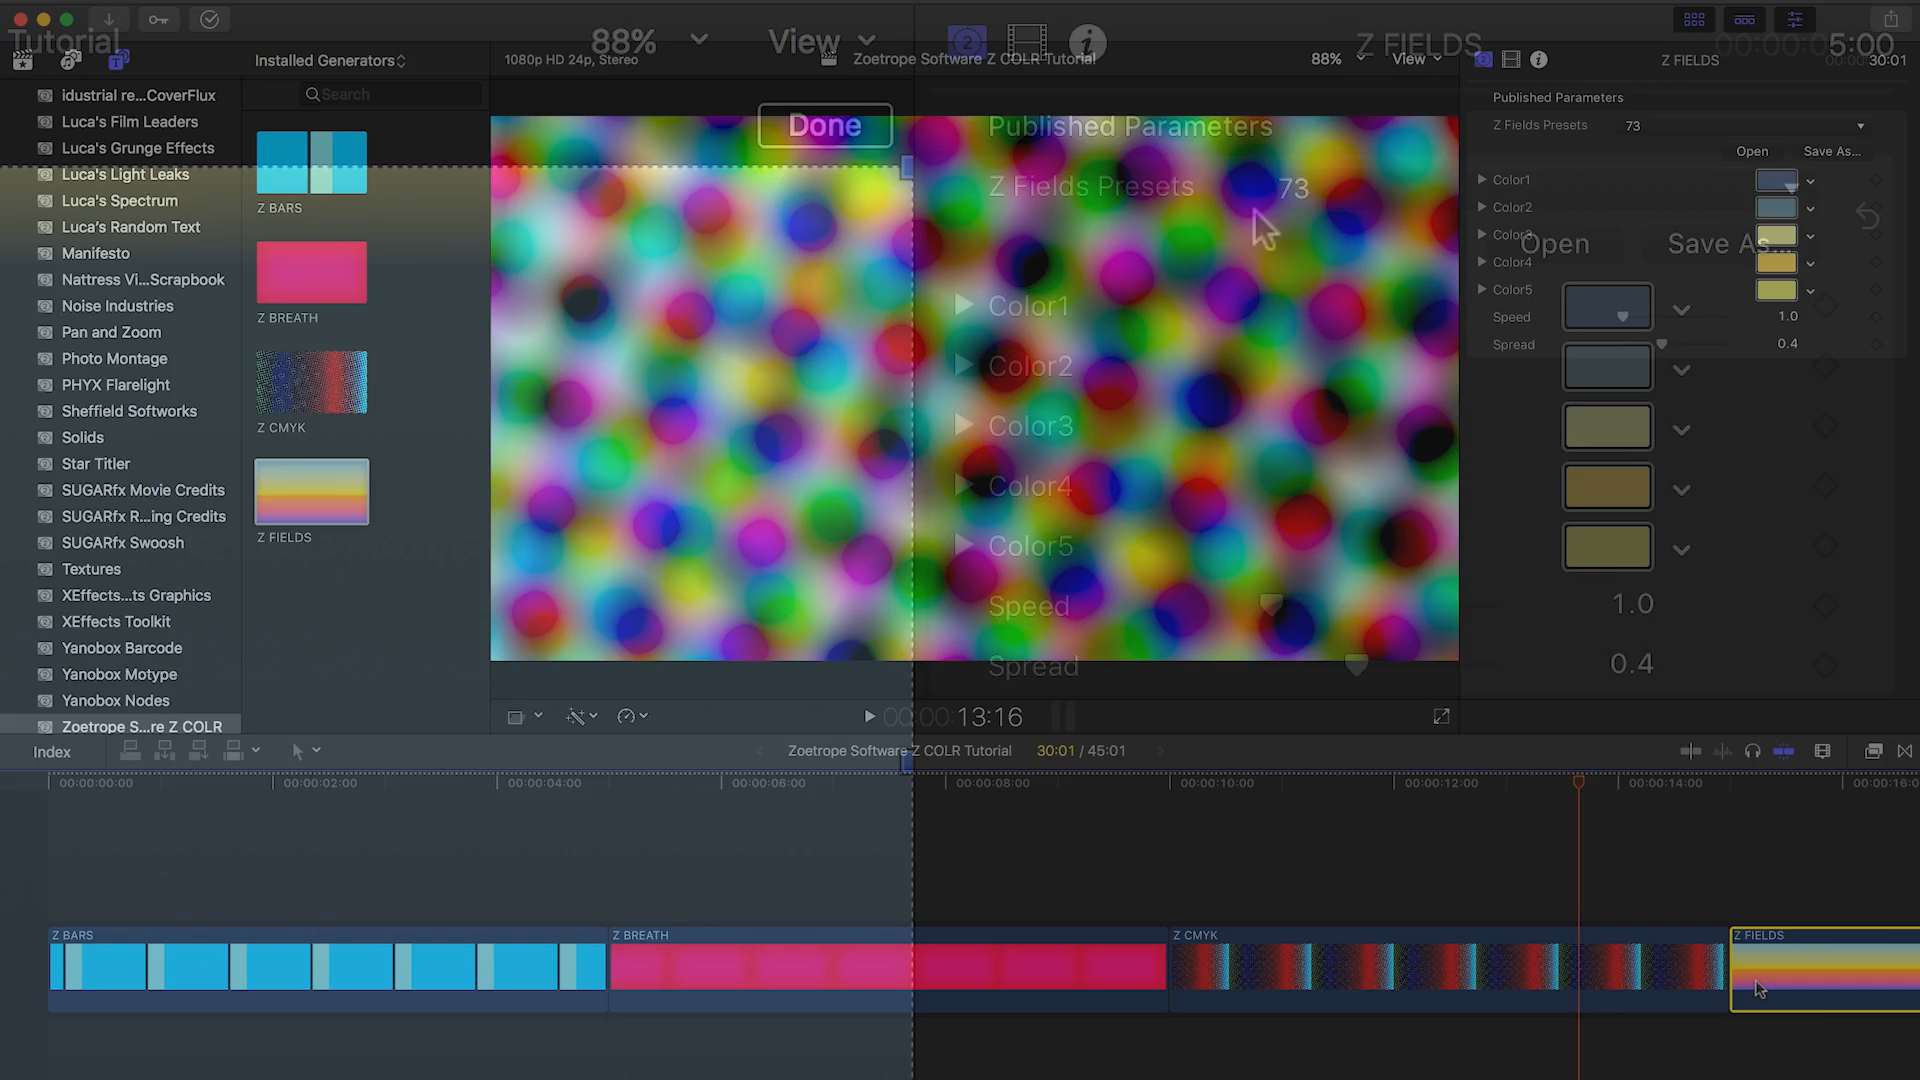 Tutorial
88%
View
Z FIELDS
00:00:00:5:00
Installed Generators
1080p HD 24p, Stereo
Zoetrope Software Z COLR Tutorial
88%
View
Z FIELDS
00:00:30:01
Search
idustrial re...CoverFlux
Luca's Film Leaders
Luca's Grunge Effects
Luca's Light Leaks
Luca's Spectrum
Luca's Random Text
Manifesto
Nattress Vi...Scrapbook
Noise Industries
Pan and Zoom
Photo Montage
PHYX Flarelight
Sheffield Softworks
Solids
Star Titler
SUGARfx Movie Credits
SUGARfx R...ing Credits
SUGARfx Swoosh
Textures
XEffects...ts Graphics
XEffects Toolkit
Yanobox Barcode
Yanobox Motype
Yanobox Nodes
Zoetrope S...re Z COLR
Z BARS
Z BREATH
Z CMYK
Z FIELDS
Done
Published Parameters
Z Fields Presets
73
Open
Save As...
Color1
Color2
Color3
Color4
Color5
Speed
1.0
Spread
0.4
Published Parameters
Z Fields Presets
73
Open
Save As...
Color1
Color2
Color3
Color4
Color5
Speed
1.0
Spread
0.4
00:00:13:16
Index
Zoetrope Software Z COLR Tutorial
30:01 / 45:01
00:00:00:00
00:00:02:00
00:00:04:00
00:00:06:00
00:00:08:00
00:00:10:00
00:00:12:00
00:00:14:00
00:00:16:0
Z BARS
Z BREATH
Z CMYK
Z FIELDS